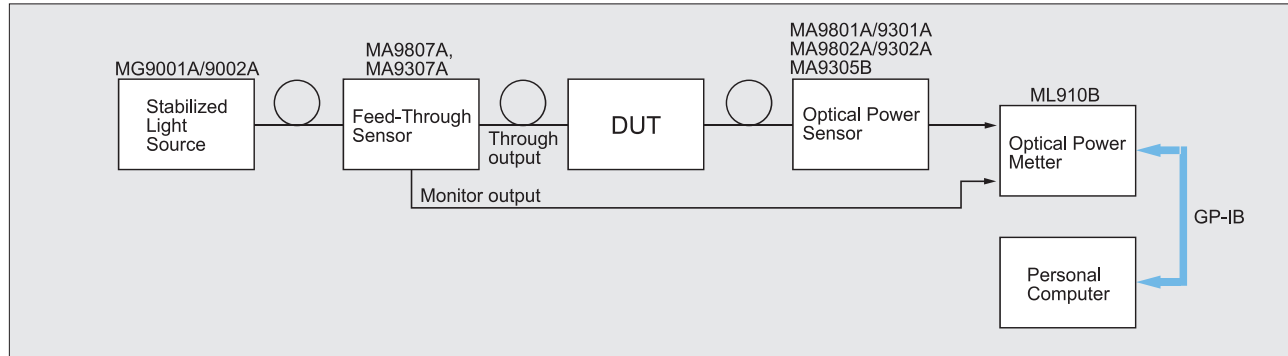 MG9001A/9002A
Stabilized
Light
Source
MA9807A,
MA9307A
Feed-Through
Sensor
Through
output
Monitor output
DUT
MA9801A/9301A
MA9802A/9302A
MA9305B
Optical Power
Sensor
ML910B
Optical Power
Metter
GP-IB
Personal
Computer